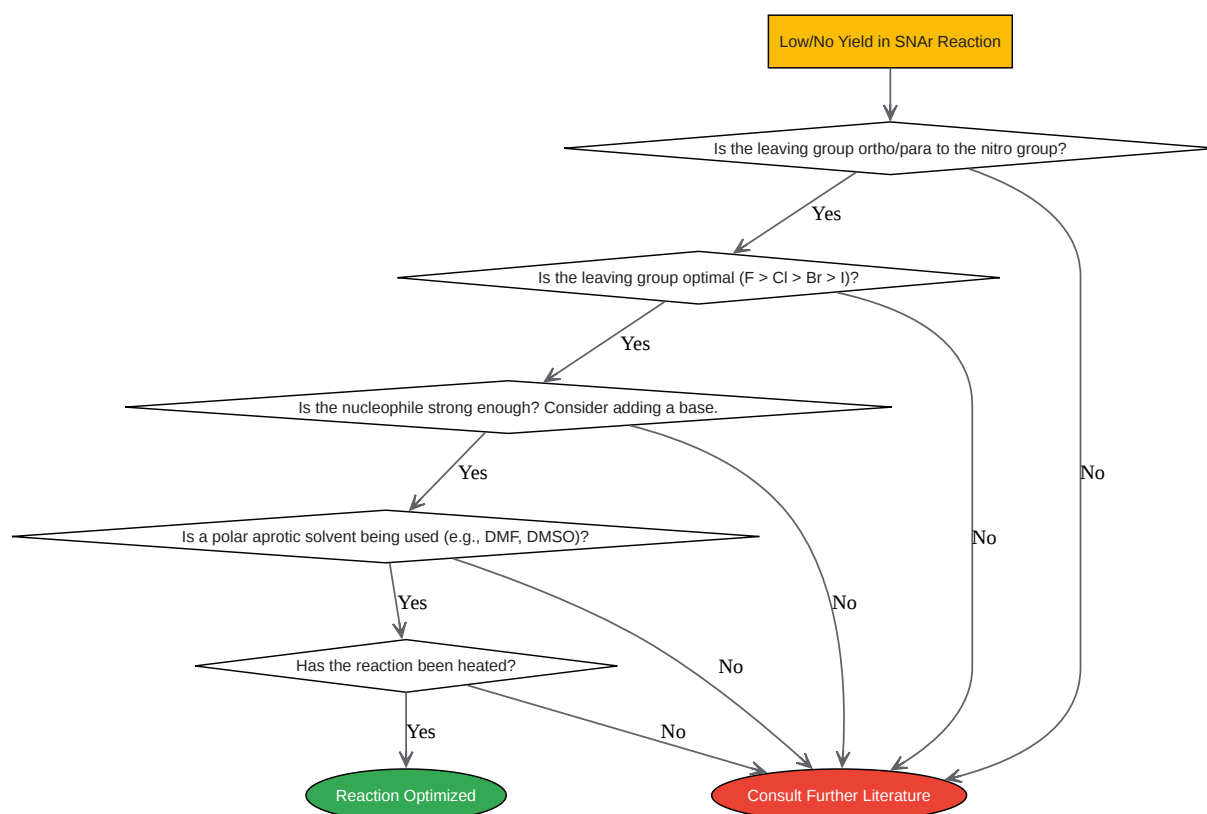 Low/No Yield in SNAr Reaction
Is the leaving group ortho/para to the nitro group?
Yes
Is the leaving group optimal (F > Cl > Br > I)?
Yes
Is the nucleophile strong enough? Consider adding a base.
Yes
No
Is a polar aprotic solvent being used (e.g., DMF, DMSO)?
No
Yes
No
Has the reaction been heated?
No
Yes
No
Reaction Optimized
Consult Further Literature